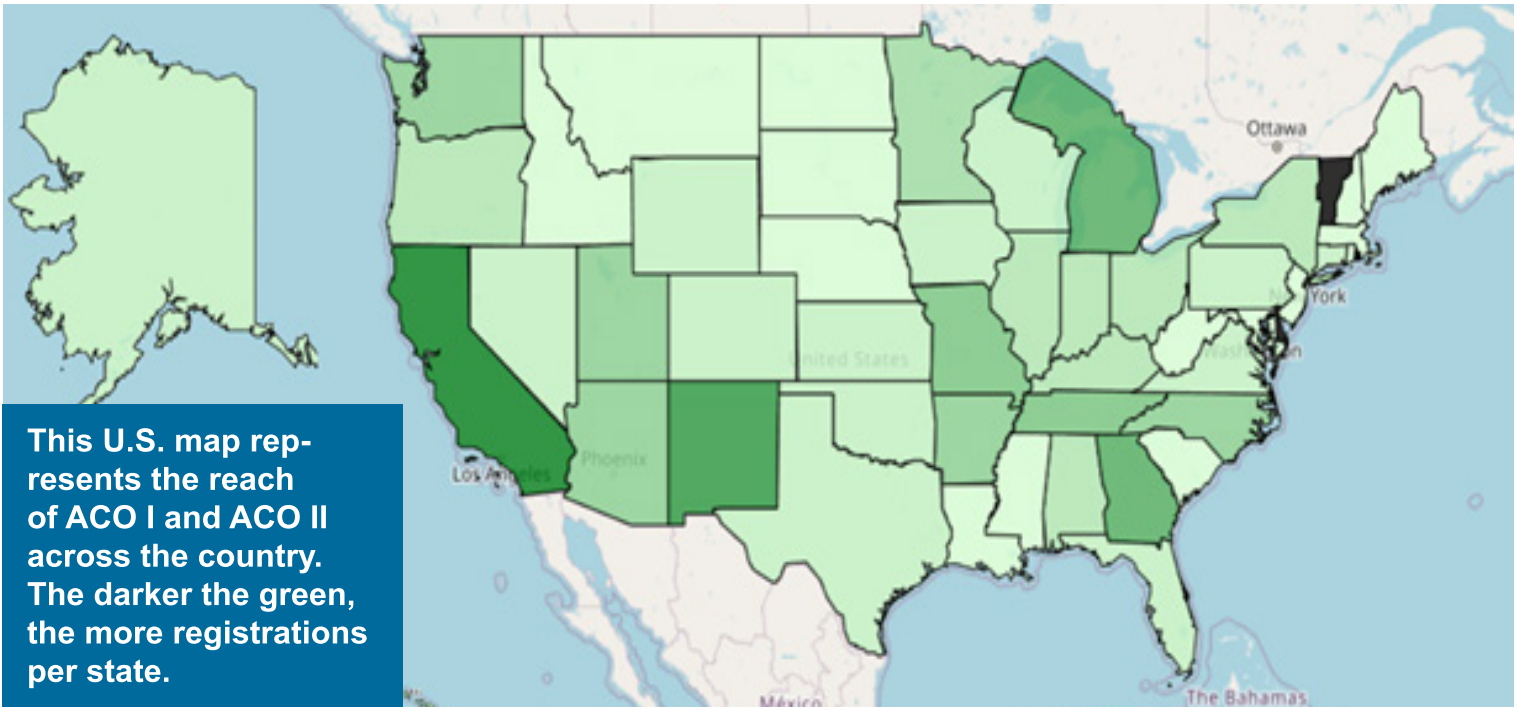 Ottawa
York
United States
Phoenix
Los Angeles
This U.S. map rep-
resents the reach
of ACO I and ACO II
across the country.
The darker the green,
the more registrations
per state.
The Bahamas
México